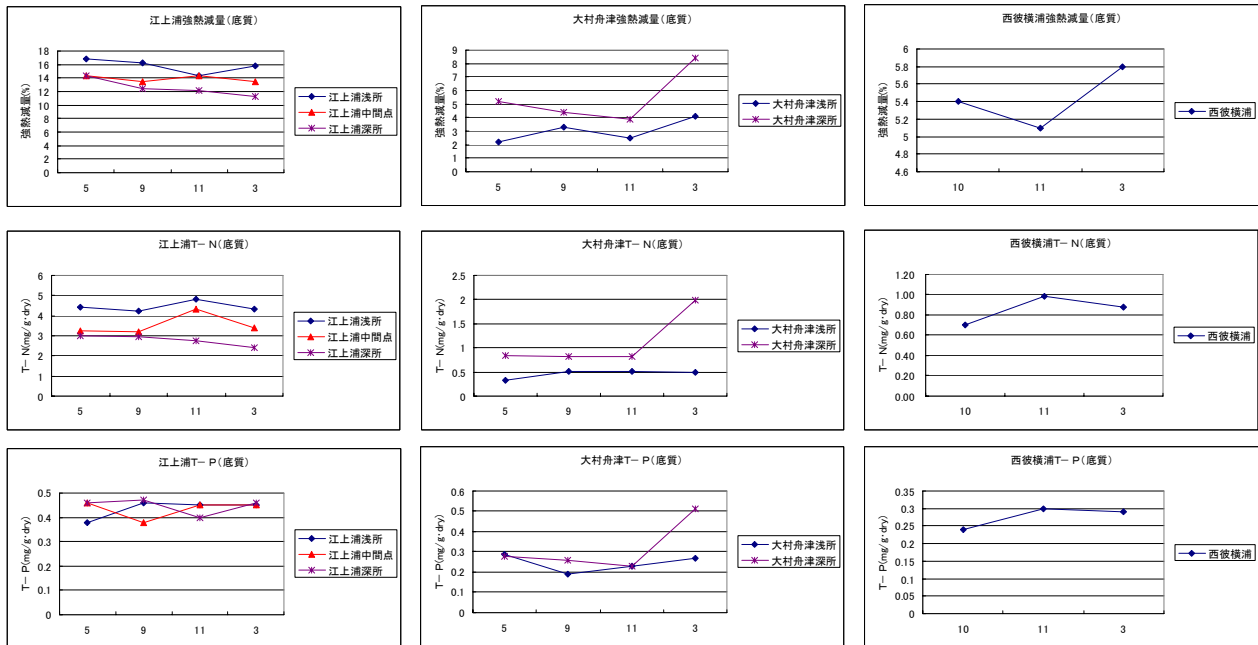 江上浦強熱減量(底質)
強熱減量(%)
18
16
14
12
10
8
6
4
2
0
5 9 11 3
江上浦浅所
江上浦中間点
江上浦深所
大村舟津強熱減量(底質)
強熱減量(%)
9
8
7
6
5
4
3
2
1
0
5 9 11 3
大村舟津浅所
大村舟津深所
西彼横浦強熱減量(底質)
強熱減量(%)
6
5.8
5.6
5.4
5.2
5
4.8
4.6
10 11 3
西彼横浦
江上浦T-N(底質)
T-N(mg/g・dry)
6
5
4
3
2
1
0
5 9 11 3
江上浦浅所
江上浦中間点
江上浦深所
大村舟津T-N(底質)
T-N(mg/g・dry)
2.5
2
1.5
1
0.5
0
5 9 11 3
大村舟津浅所
大村舟津深所
西彼横浦T-N(底質)
T-N(mg/g・dry)
1.20
1.00
0.80
0.60
0.40
0.20
0.00
10 11 3
西彼横浦
江上浦T-P(底質)
T-P(mg/g・dry)
0.5
0.4
0.3
0.2
0.1
0
5 9 11 3
江上浦浅所
江上浦中間点
江上浦深所
大村舟津T-P(底質)
T-P(mg/g・dry)
0.6
0.5
0.4
0.3
0.2
0.1
0
5 9 11 3
大村舟津浅所
大村舟津深所
西彼横浦T-P(底質)
T-P(mg/g・dry)
0.35
0.3
0.25
0.2
0.15
0.1
0.05
0
10 11 3
西彼横浦